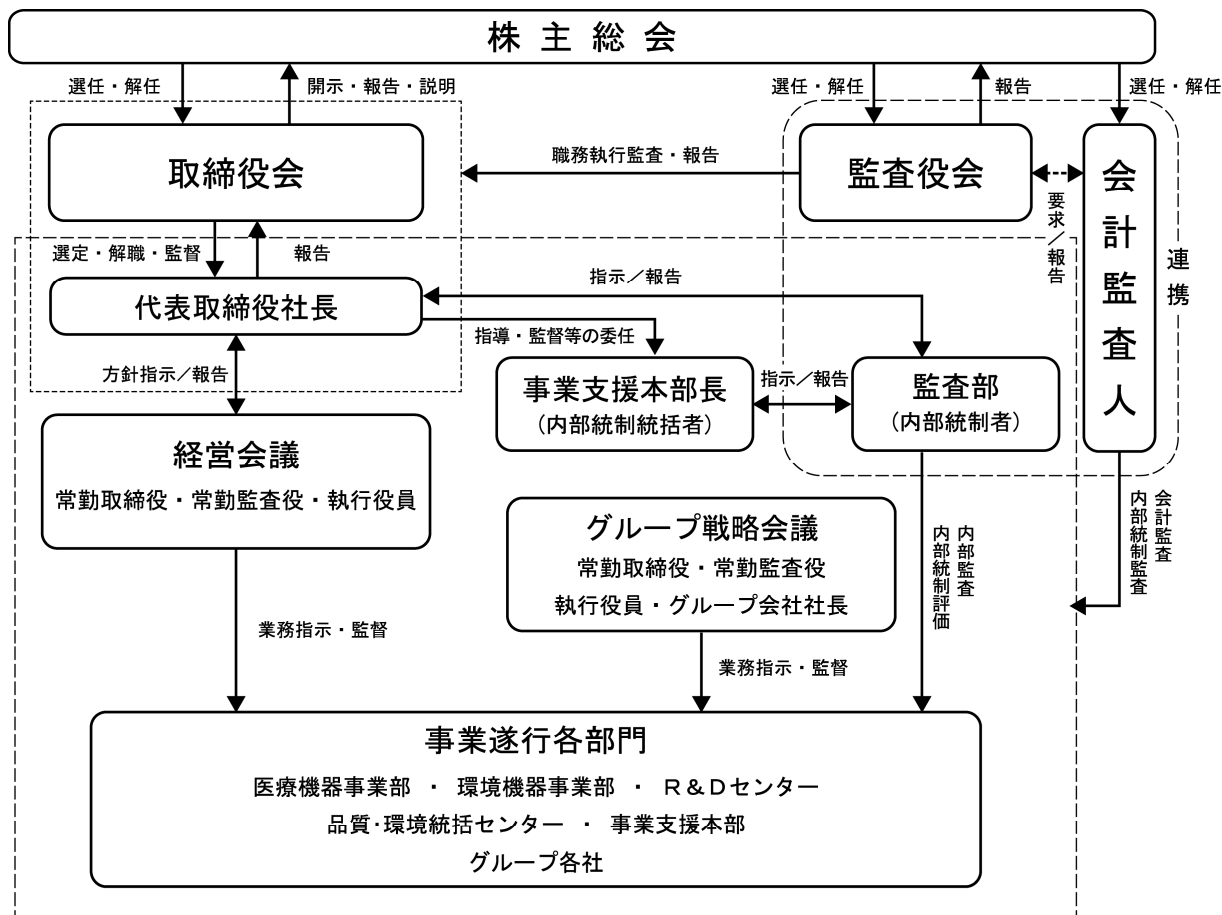 株主総会
選任・解任
開示・報告・説明
選任・解任
報告
選任・解任
取締役会
職務執行監査・報告
監査役会
会計監査人
要求／報告
連携
選定・解職・監督
報告
代表取締役社長
指示／報告
指導・監督等の委任
方針指示／報告
事業支援本部長
（内部統制統括者）
指示／報告
監査部
（内部統制者）
経営会議
常勤取締役・常勤監査役・執行役員
グループ戦略会議
常勤取締役・常勤監査役
執行役員・グループ会社社長
内部監査
内部統制評価
会計監査
内部統制監査
業務指示・監督
業務指示・監督
事業遂行各部門
医療機器事業部 ・ 環境機器事業部 ・ Ｒ＆Ｄセンター
品質・環境統括センター ・ 事業支援本部
グループ各社